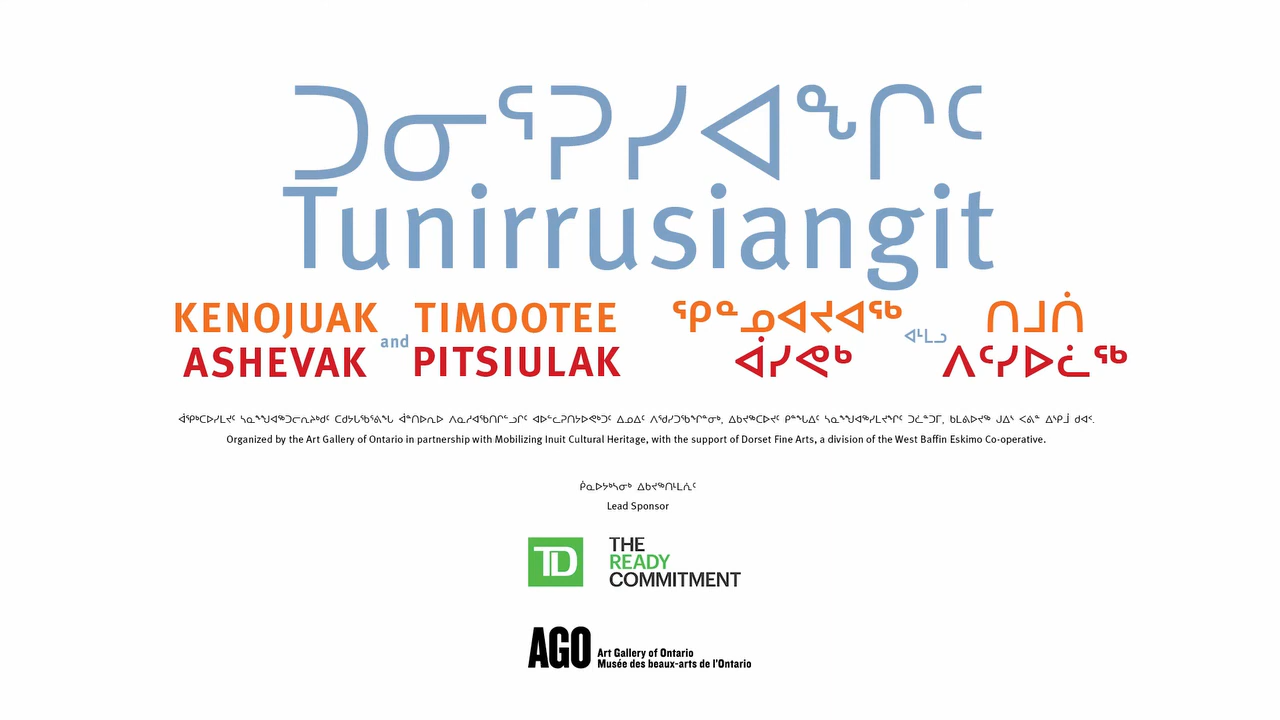 ᑐᓂᕐᕈᓯᐊᖏᑦ
Tunirrusiangit
KENOJUAK ASHEVAK and TIMOOTEE PITSIULAK
ᕿᓐᓄᐊᔪᐊᖅ ᐋᓯᕙᒃ ᐊᒻᒪᓗ ᑎᒧᑏ ᐱᑦᓯᐅᓛᖅ
Organized by the Art Gallery of Ontario in partnership with Mobilizing Inuit Cultural Heritage, with the support of Dorset Fine Arts, a division of the West Baffin Eskimo Co-operative.
Lead Sponsor
TD
THE
READY
COMMITMENT
AGO
Art Gallery of Ontario
Musée des beaux-arts de l'Ontario